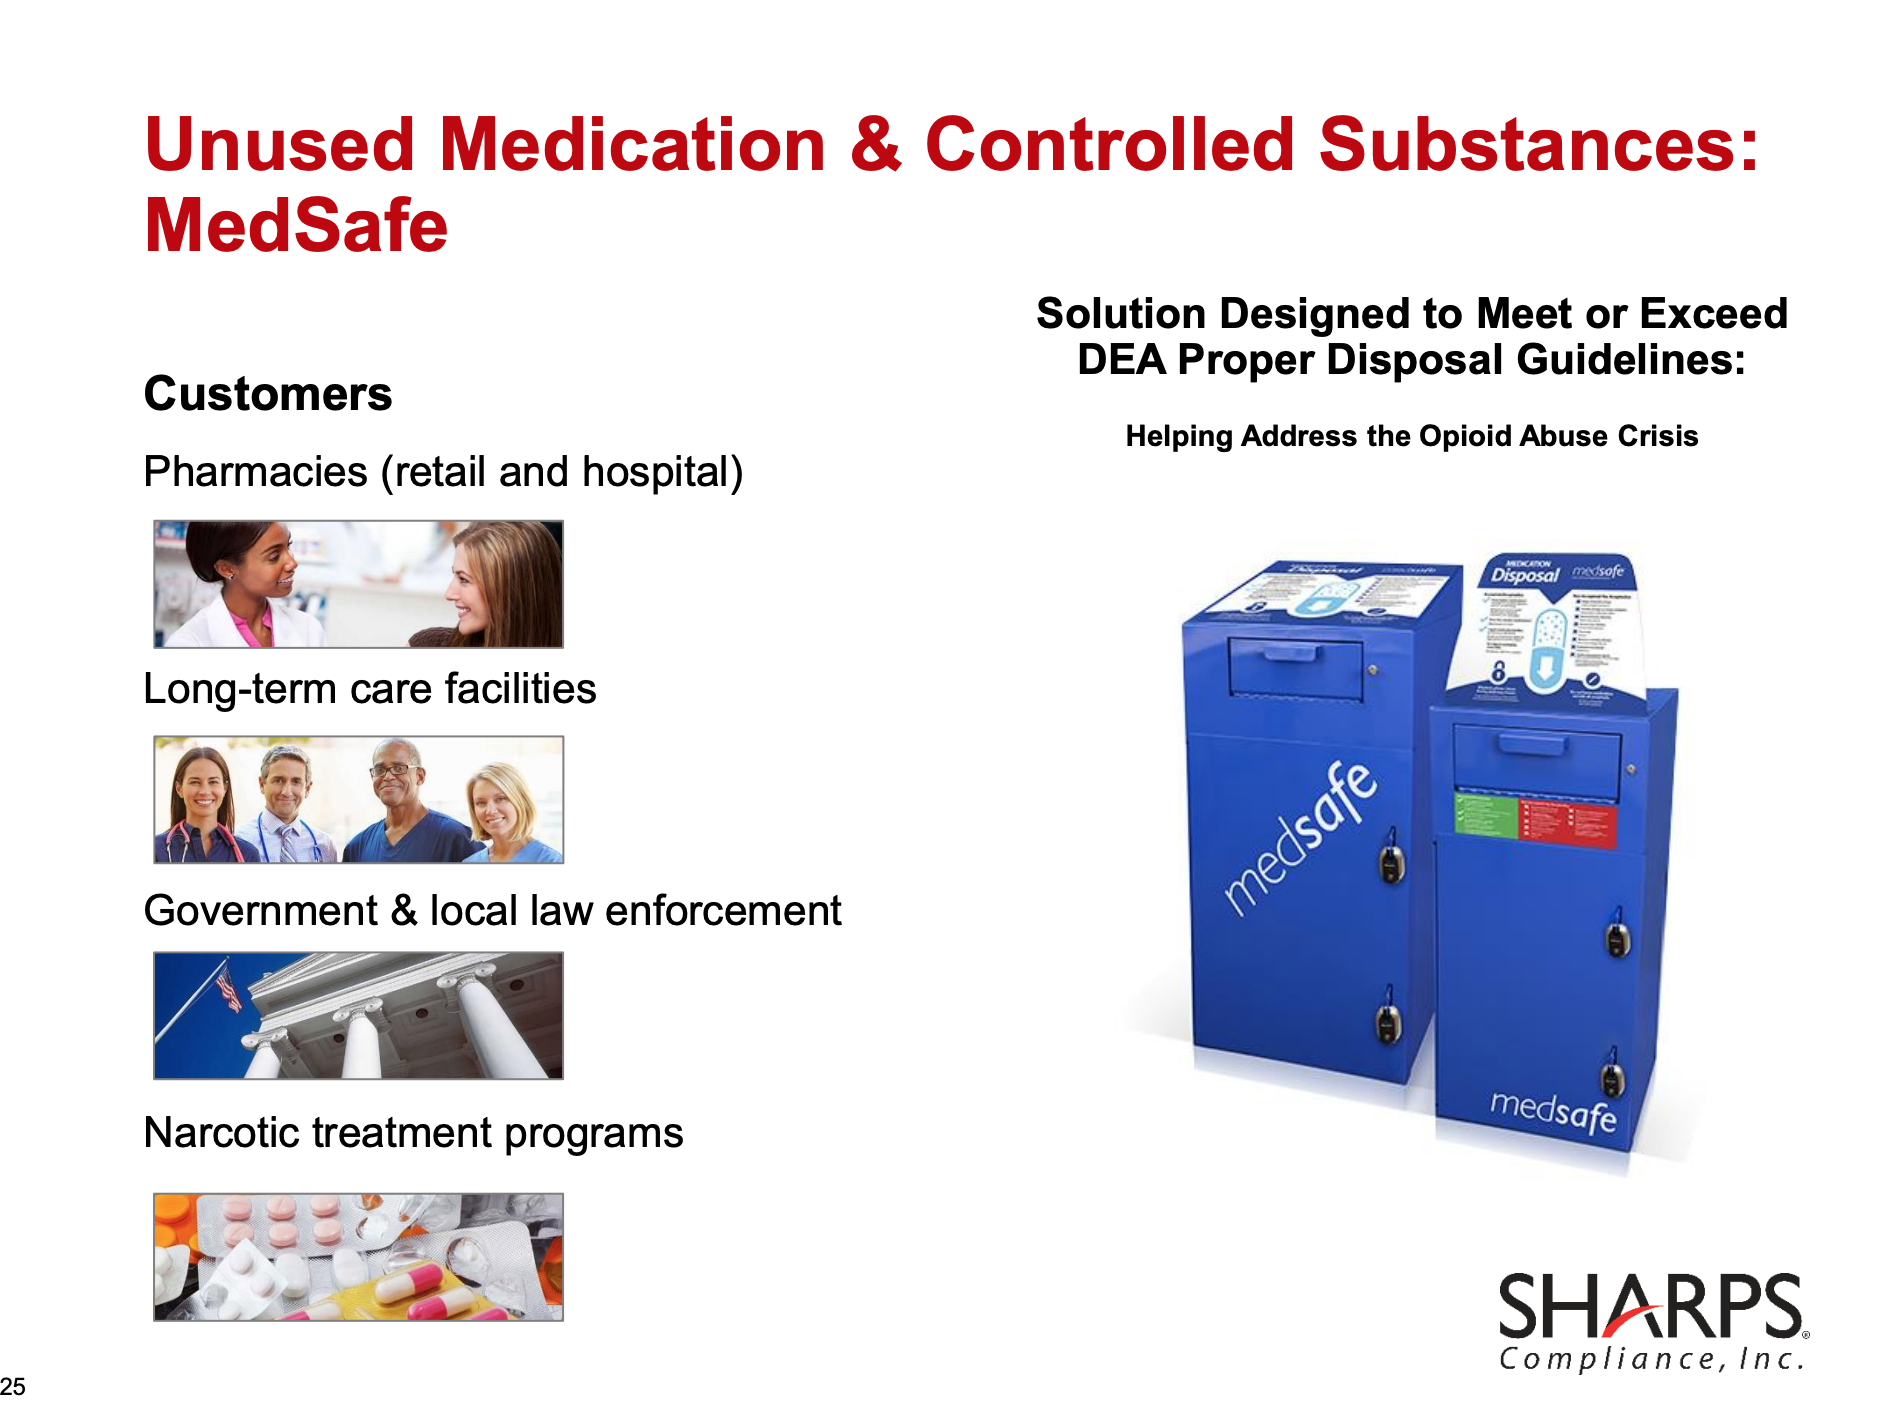 Unused Medication & Controlled Substances:
MedSafe
Customers
Pharmacies (retail and hospital)
Long-term care facilities
Government & local law enforcement
Narcotic treatment programs
Solution Designed to Meet or Exceed
DEA Proper Disposal Guidelines:
Helping Address the Opioid Abuse Crisis
Disposal
MEDICATION
Disposal medsafe
medsafe
medsafe
SHARPS®
Compliance, Inc.
25